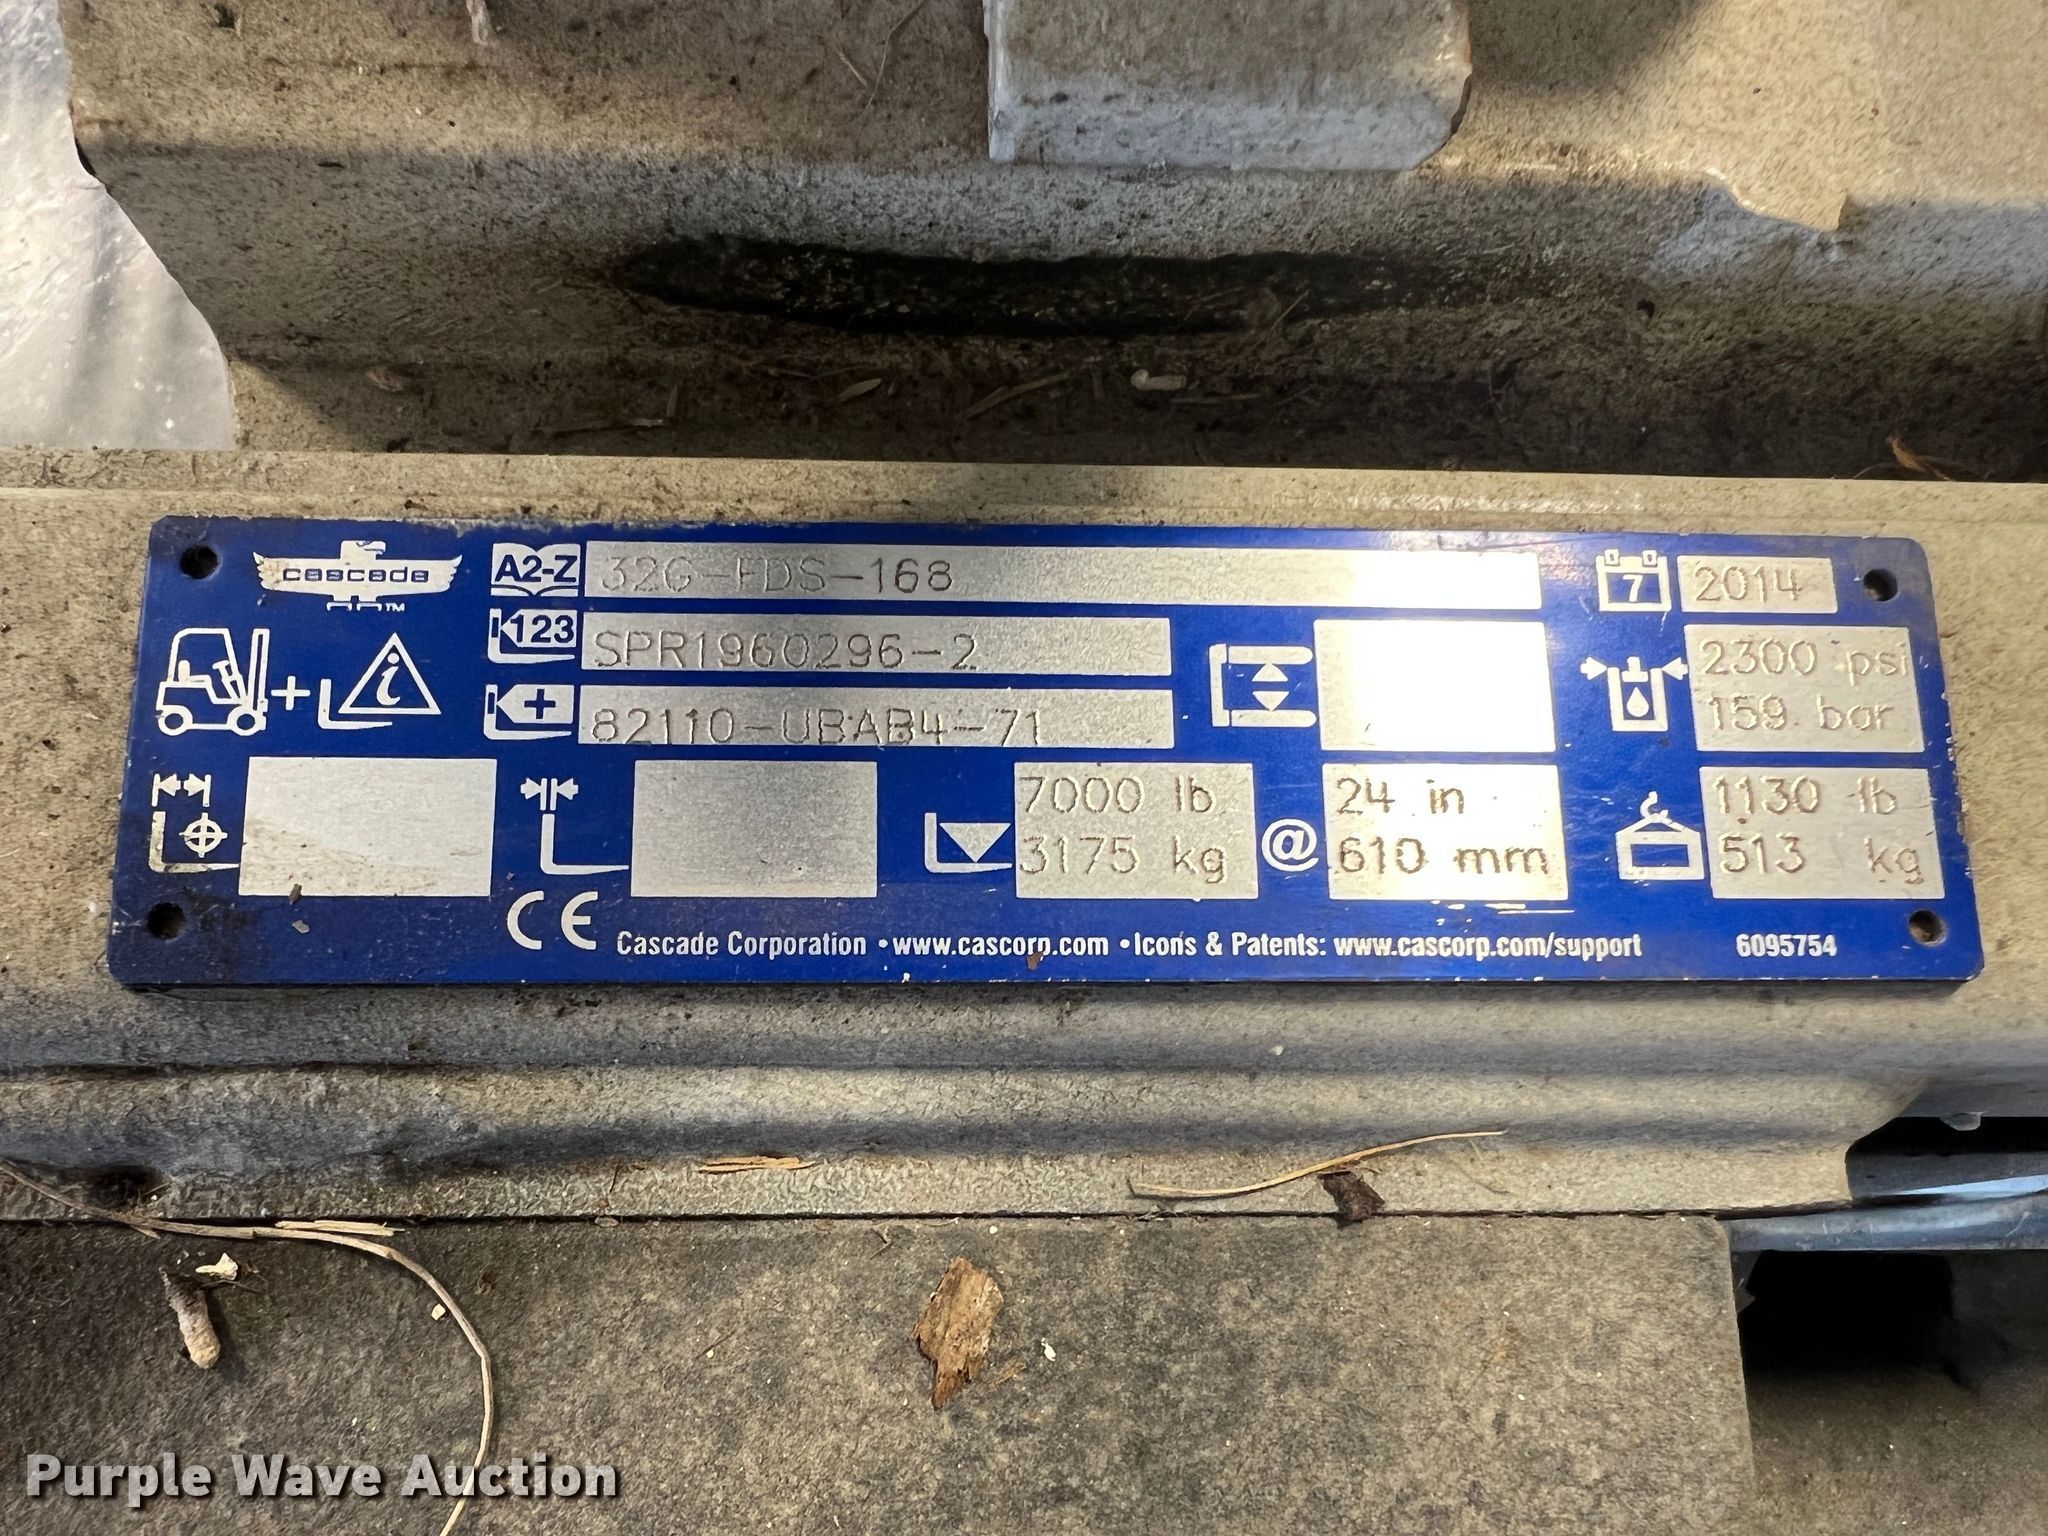 cascade™
A2-Z 32G-FDS-168
7 2014
123 SPR1960296-2
+
+ 82110-UBAB4-71
i
2300 psi
159 bar
7000 lb
3175 kg
@
24 in
610 mm
1130 lb
513 kg
CE Cascade Corporation • www.cascorp.com • Icons & Patents: www.cascorp.com/support 6095754
Purple Wave Auction